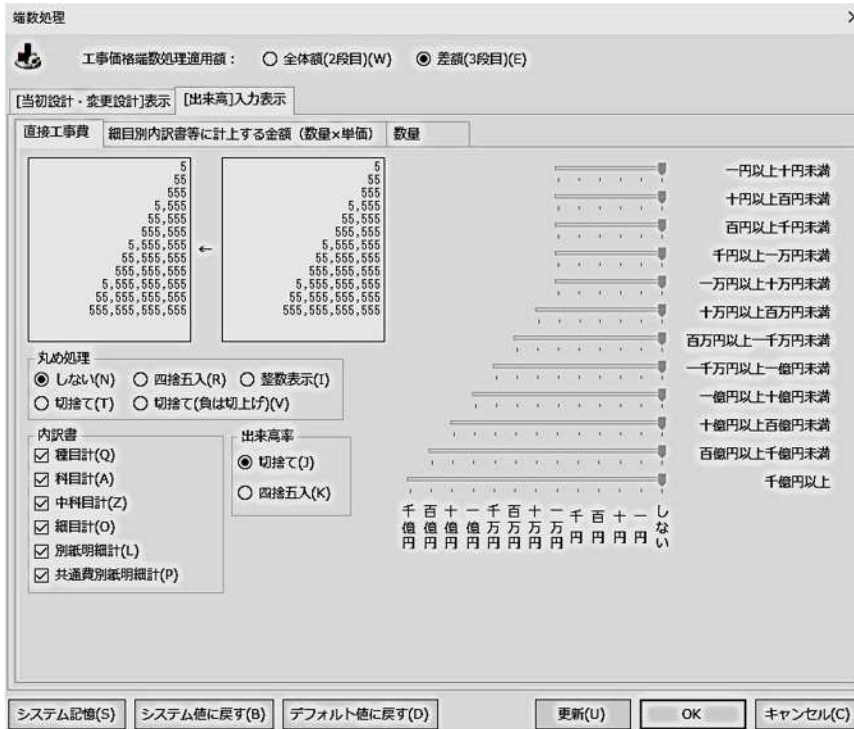 端数処理
工事価格端数処理適用額： 全体額(2段目)(W) 差額(3段目)(E)
[当初設計・変更設計]表示 [出来高]入力表示
直接工事費 細目別内訳書等に計上する金額（数量×単価） 数量
5
55
555
5,555
55,555
555,555
5,555,555
55,555,555
555,555,555
5,555,555,555
55,555,555,555
555,555,555,555
←
5
55
555
5,555
55,555
555,555
5,555,555
55,555,555
555,555,555
5,555,555,555
55,555,555,555
555,555,555,555
丸め処理
しない(N) 四捨五入(R) 整数表示(I)
切捨て(T) 切捨て(負は切上げ)(V)
内訳書
種目計(Q)
科目計(A)
中科目計(Z)
細目計(O)
別紙明細計(L)
共通費別紙明細計(P)
出来高率
切捨て(J)
四捨五入(K)
一円以上十円未満
十円以上百円未満
百円以上千円未満
千円以上一万円未満
一万円以上十万円未満
十万円以上百万円未満
百万円以上一千万円未満
一千万円以上一億円未満
一億円以上十億円未満
十億円以上百億円未満
百億円以上千億円未満
千億円以上
千億円
百億円
十億円
一億円
千万円
百万円
十万円
一万円
千円
百円
十円
一円
しない
システム記憶(S) システム値に戻す(B) デフォルト値に戻す(D) 更新(U) OK キャンセル(C)